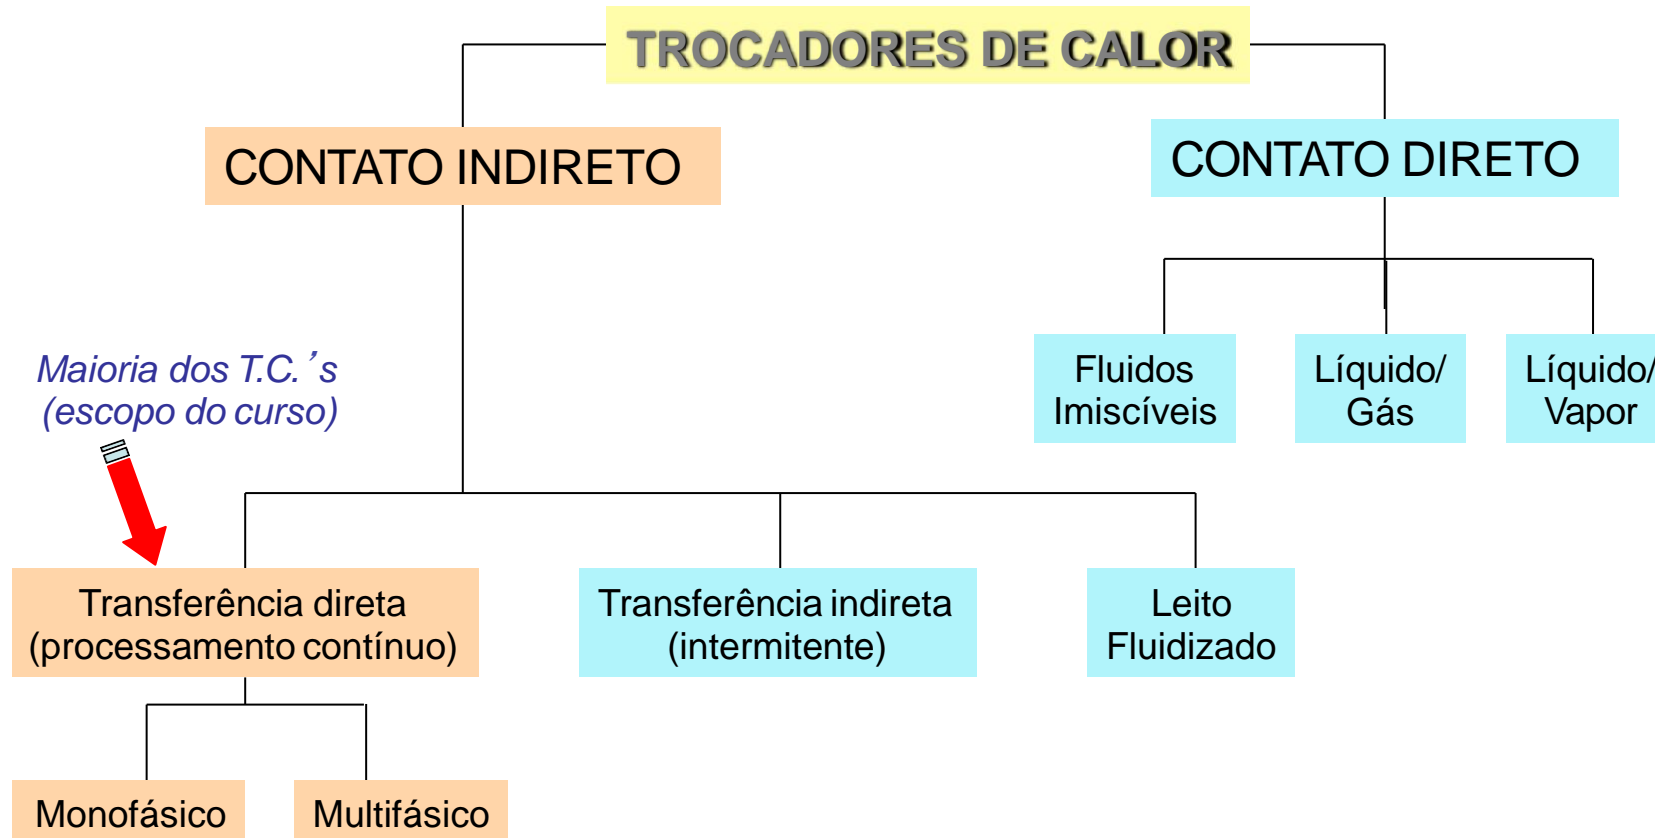 TROCADORES DE CALOR
CONTATO INDIRETO
CONTATO DIRETO
Fluidos
Imiscíveis
Líquido/
Gás
Líquido/
Vapor
Maioria dos T.C.´s
(escopo do curso)
Transferência direta
(processamento contínuo)
Transferência indireta
(intermitente)
Leito
Fluidizado
Monofásico
Multifásico